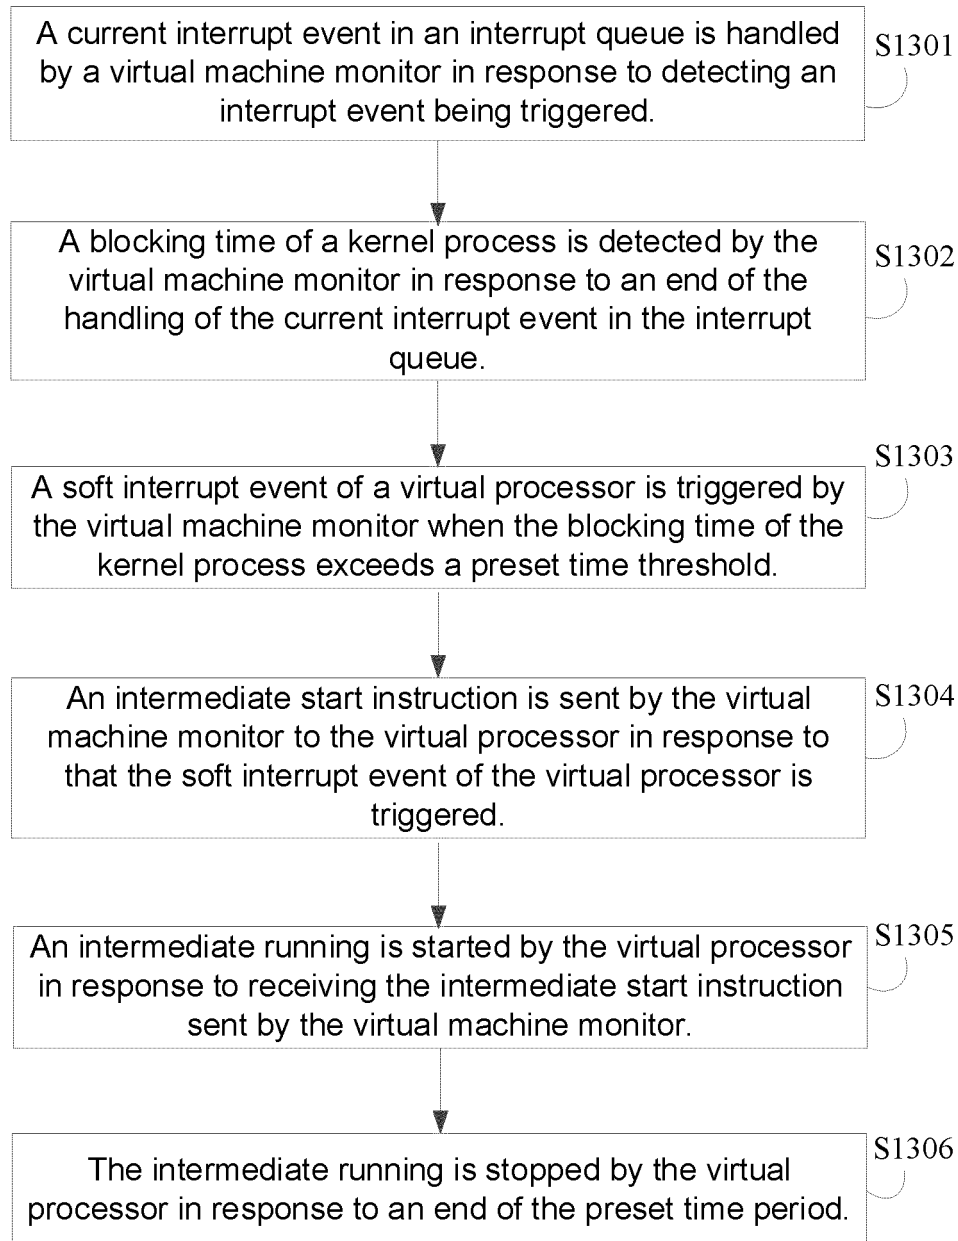 A current interrupt event in an interrupt queue is handled
by a virtual machine monitor in response to detecting an
interrupt event being triggered.
S1301
A blocking time of a kernel process is detected by the
virtual machine monitor in response to an end of the
handling of the current interrupt event in the interrupt
queue.
S1302
A soft interrupt event of a virtual processor is triggered by
the virtual machine monitor when the blocking time of the
kernel process exceeds a preset time threshold.
S1303
An intermediate start instruction is sent by the virtual
machine monitor to the virtual processor in response to
that the soft interrupt event of the virtual processor is
triggered.
S1304
An intermediate running is started by the virtual processor
in response to receiving the intermediate start instruction
sent by the virtual machine monitor.
S1305
The intermediate running is stopped by the virtual
processor in response to an end of the preset time period.
S1306